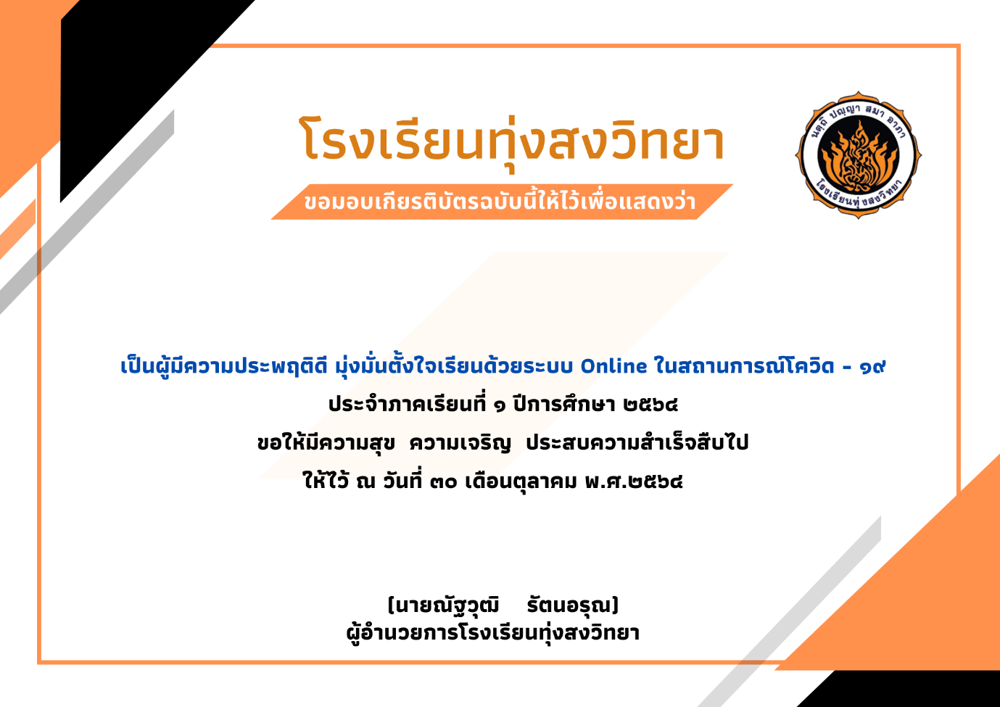 โรงเรียนทุ่งสงวิทยา
นตฺถิ ปญฺญา สมา อาภา
โรงเรียนทุ่งสงวิทยา
ขอมอบเกียรติบัตรฉบับนี้ให้ไว้เพื่อแสดงว่า
เป็นผู้มีความประพฤติดี มุ่งมั่นตั้งใจเรียนด้วยระบบ Online ในสถานการณ์โควิด - ๑๙
ประจำภาคเรียนที่ ๑ ปีการศึกษา ๒๕๖๔
ขอให้มีความสุข ความเจริญ ประสบความสำเร็จสืบไป
ให้ไว้ ณ วันที่ ๓๐ เดือนตุลาคม พ.ศ.๒๕๖๔
(นายณัฐวุฒิ รัตนอรุณ)
ผู้อำนวยการโรงเรียนทุ่งสงวิทยา